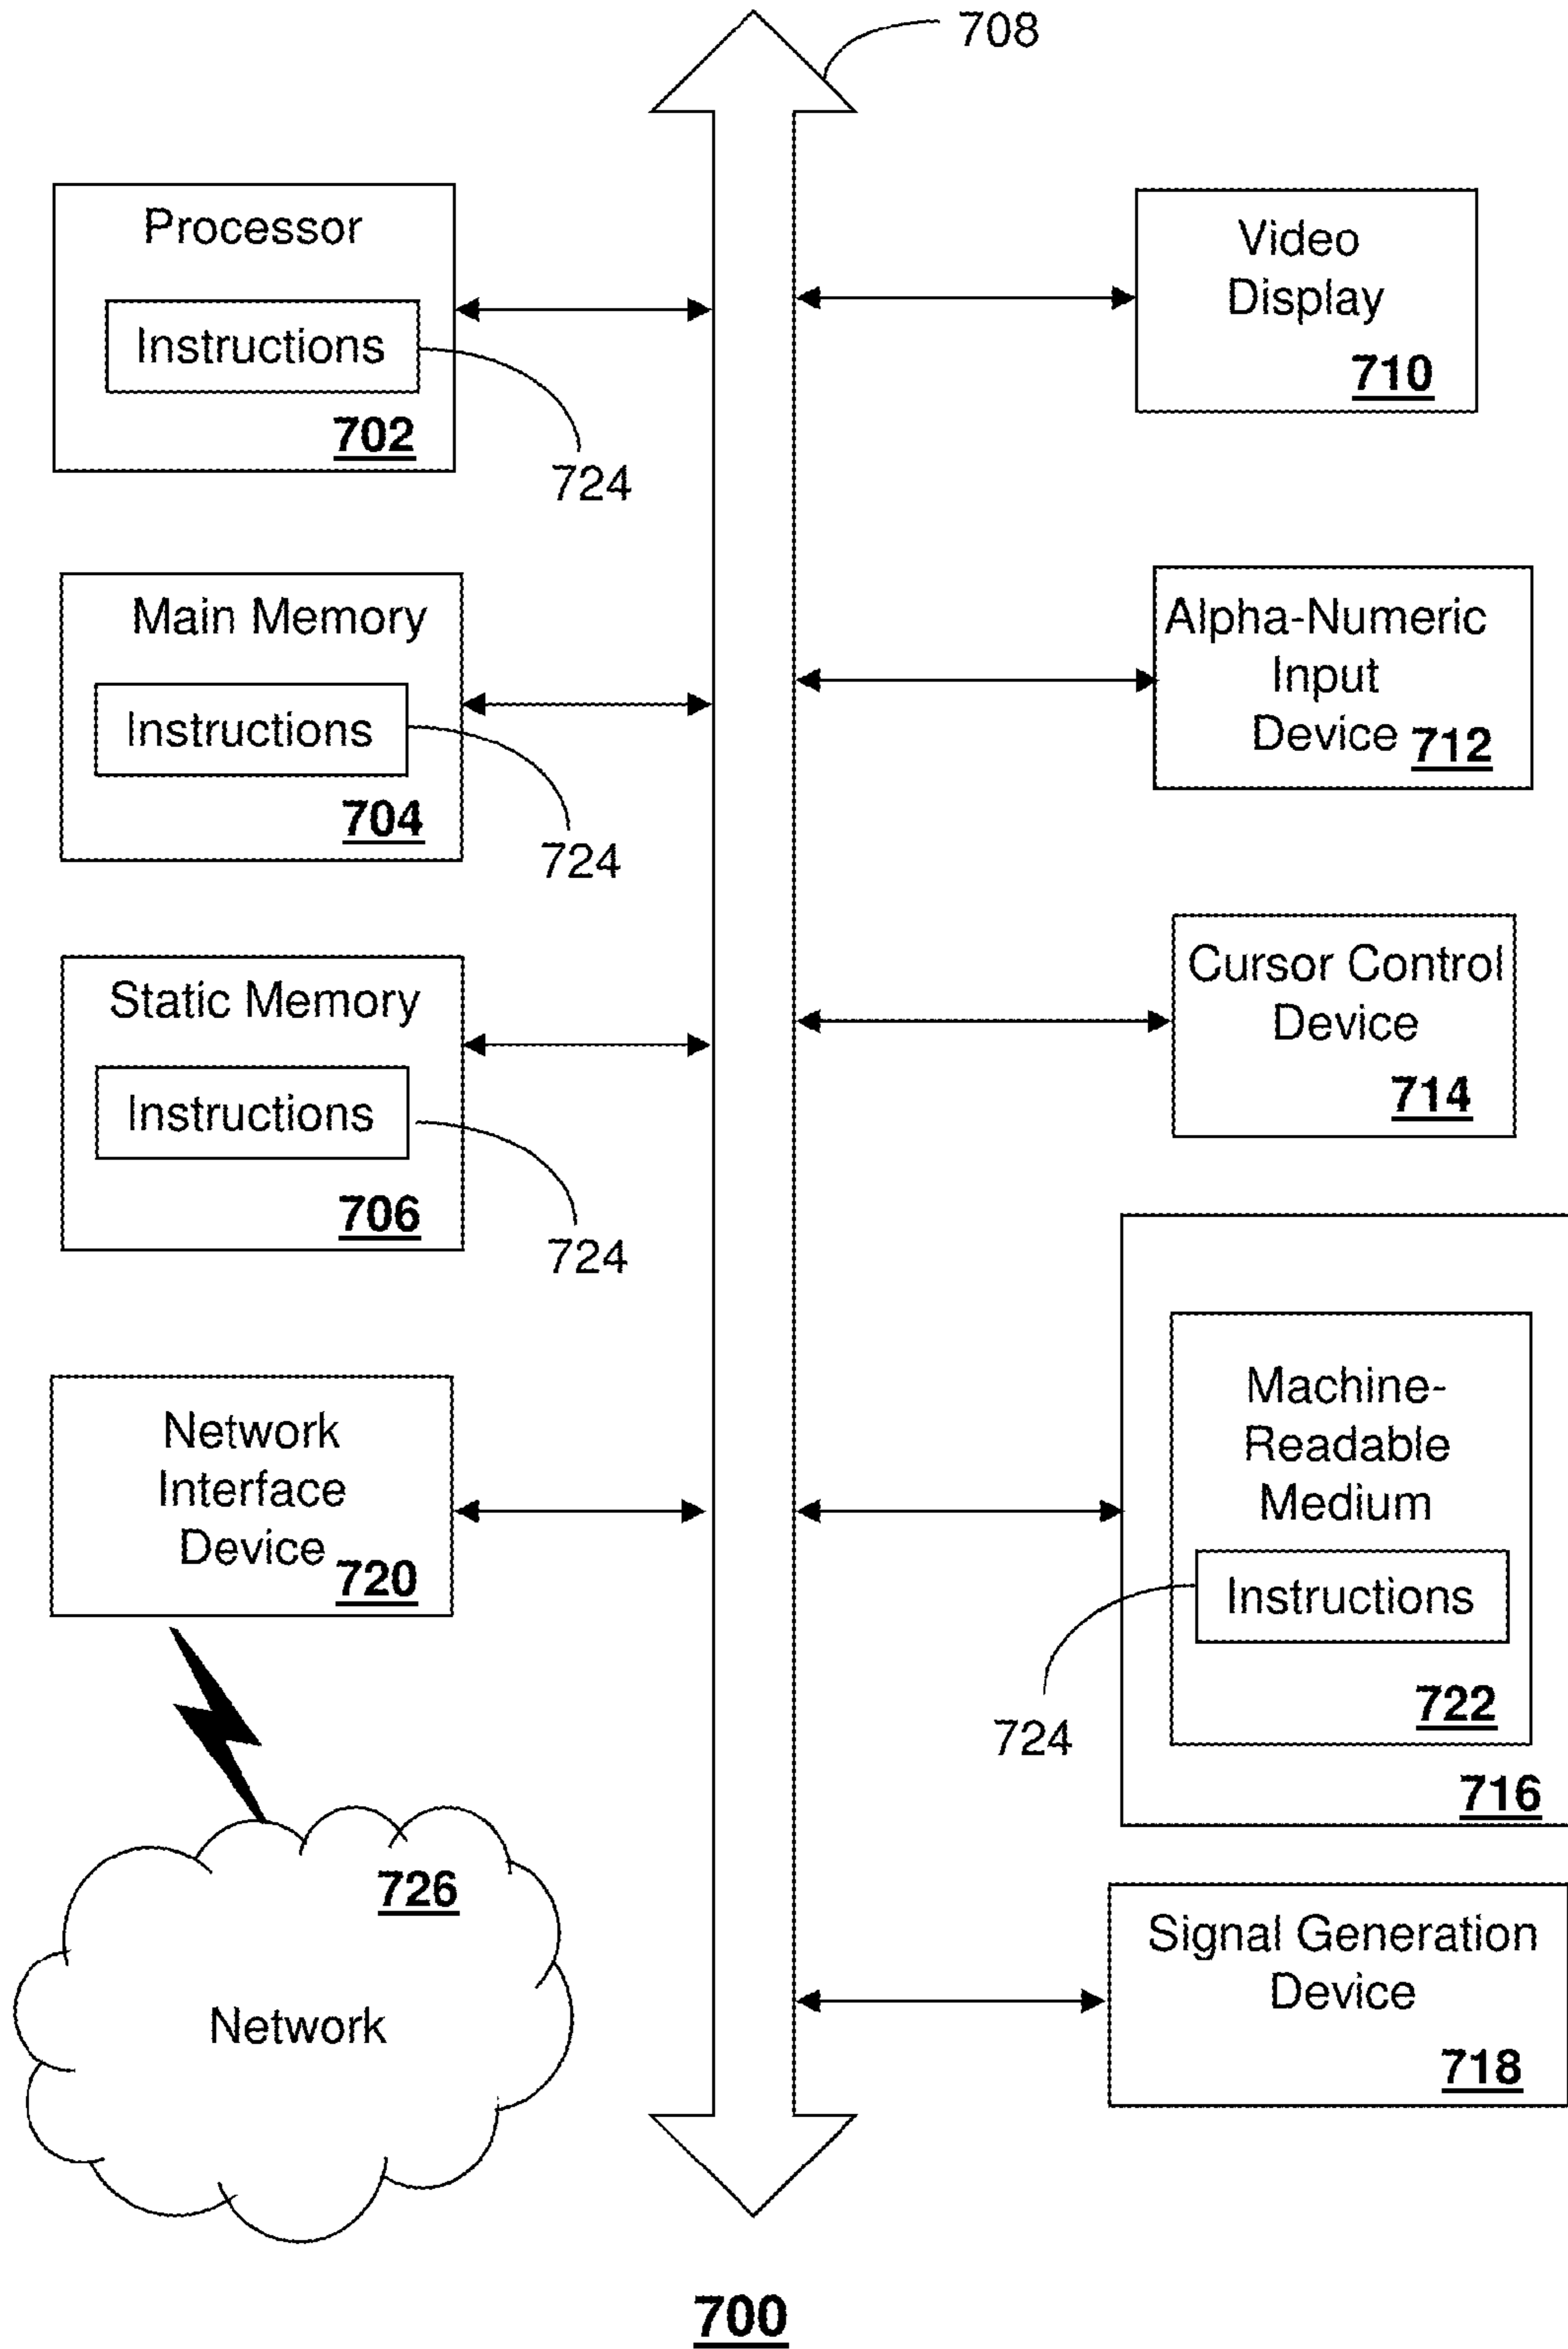 708
Processor
Instructions
702
724
Main Memory
Instructions
704
724
Static Memory
Instructions
706
724
Network
Interface
Device
720
726
Network
Video
Display
710
Alpha-Numeric
Input
Device 712
Cursor Control
Device
714
Machine-
Readable
Medium
Instructions
724
722
716
Signal Generation
Device
718
700